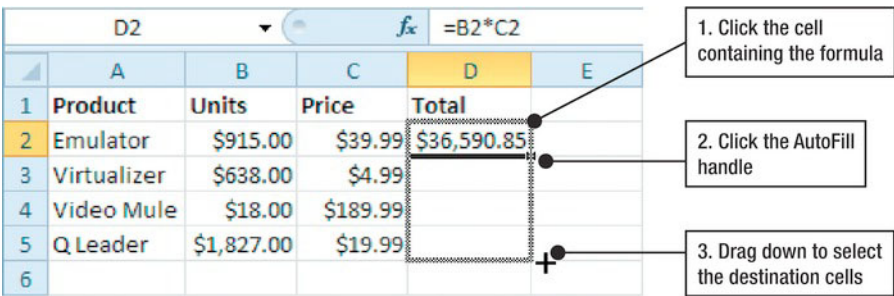 D2 fx =B2*C2
A B C D E
1 Product Units Price Total
2 Emulator $915.00 $39.99 $36,590.85
3 Virtualizer $638.00 $4.99
4 Video Mule $18.00 $189.99
5 Q Leader $1,827.00 $19.99
6
1. Click the cell
containing the formula
2. Click the AutoFill
handle
3. Drag down to select
the destination cells